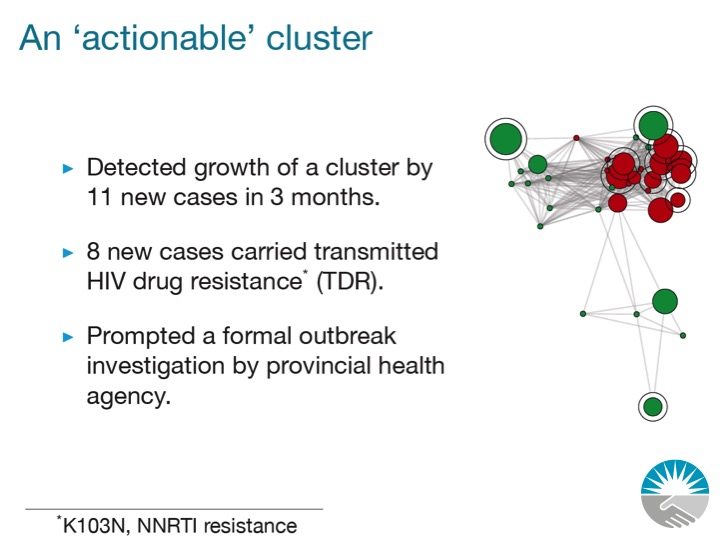 An ‘actionable’ cluster
▸ Detected growth of a cluster by
11 new cases in 3 months.
▸ 8 new cases carried transmitted
HIV drug resistance* (TDR).
▸ Prompted a formal outbreak
investigation by provincial health
agency.
*K103N, NNRTI resistance